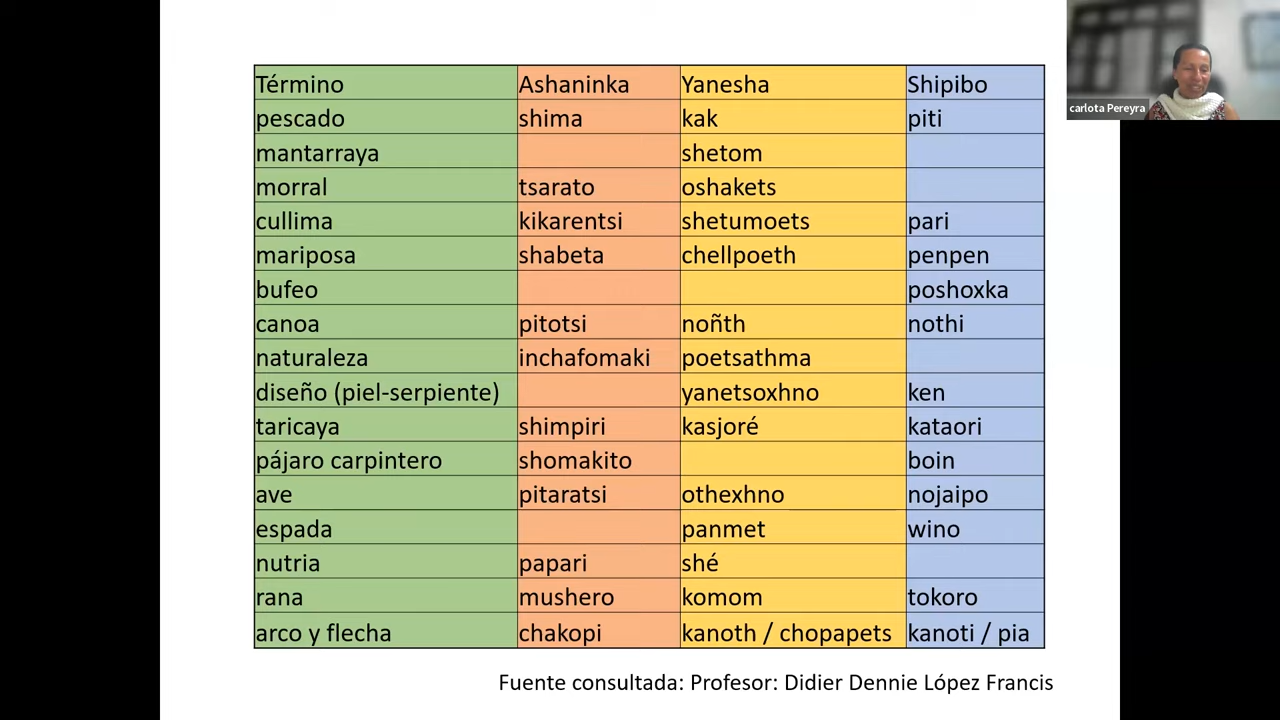 carlota Pereyra
Término Ashaninka Yanesha Shipibo
pescado shima kak piti
mantarraya shetom
morral tsarato oshakets
cullima kikarentsi shetumoets pari
mariposa shabeta chellpoeth penpen
bufeo poshoxka
canoa pitotsi noñth nothi
naturaleza inchafomaki poetsathma
diseño (piel-serpiente) yanetsoxhno ken
taricaya shimpiri kasjoré kataori
pájaro carpintero shomakito boin
ave pitaratsi othexhno nojaipo
espada panmet wino
nutria papari shé
rana mushero komom tokoro
arco y flecha chakopi kanoth / chopapets kanoti / pia
Fuente consultada: Profesor: Didier Dennie López Francis